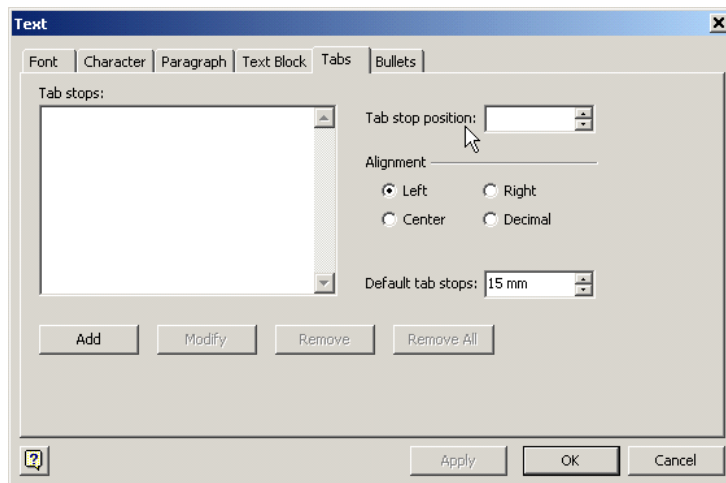 Text
Font Character Paragraph Text Block Tabs Bullets
Tab stops:
Tab stop position:
Alignment
Left Right
Center Decimal
Default tab stops: 15 mm
Add Modify Remove Remove All
Apply OK Cancel